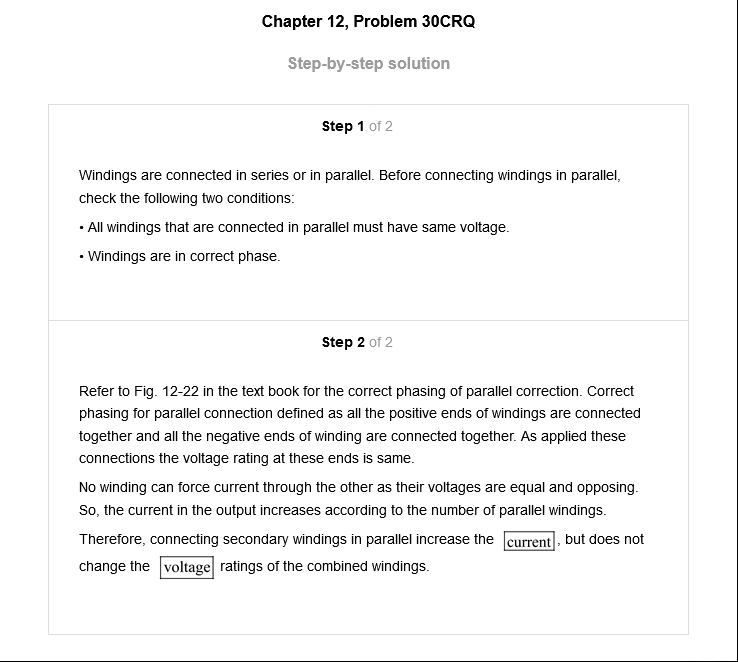 Chapter 12, Problem 30CRQ
Step-by-step solution
Step 1 of 2
Windings are connected in series or in parallel. Before connecting windings in parallel,
check the following two conditions:
• All windings that are connected in parallel must have same voltage.
• Windings are in correct phase.
Step 2 of 2
Refer to Fig. 12-22 in the text book for the correct phasing of parallel correction. Correct
phasing for parallel connection defined as all the positive ends of windings are connected
together and all the negative ends of winding are connected together. As applied these
connections the voltage rating at these ends is same.
No winding can force current through the other as their voltages are equal and opposing.
So, the current in the output increases according to the number of parallel windings.
Therefore, connecting secondary windings in parallel increase the current, but does not
change the voltage ratings of the combined windings.